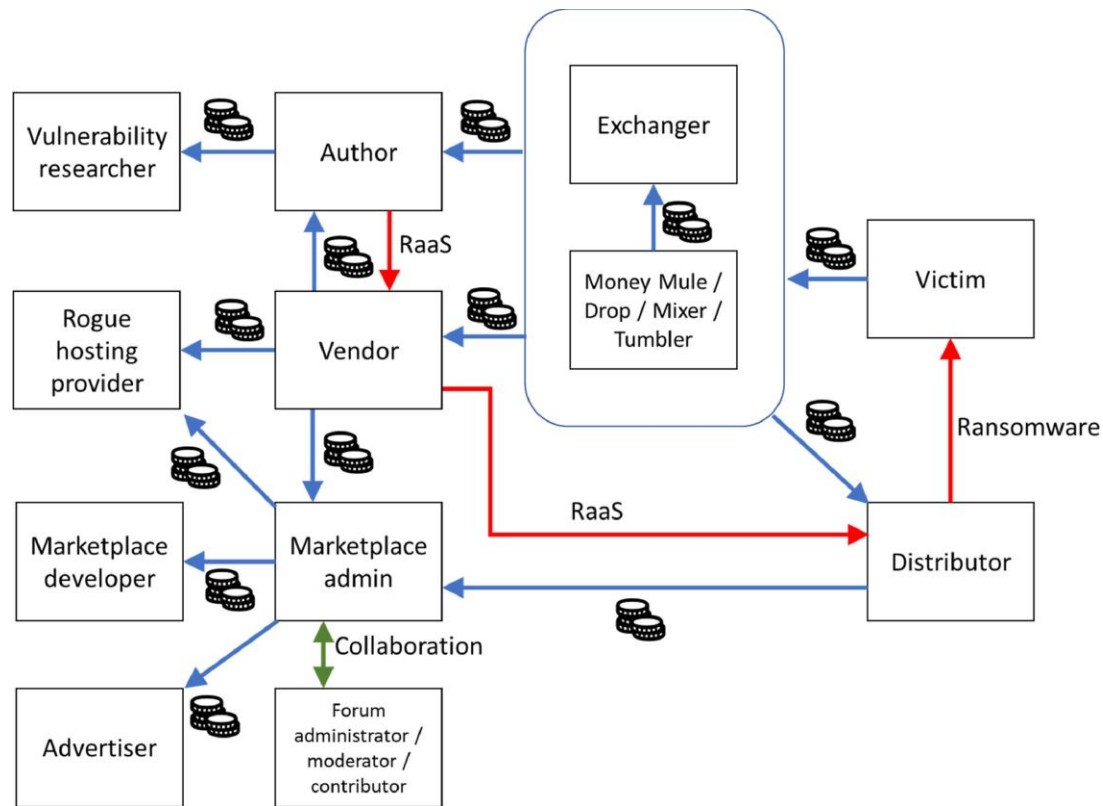 Vulnerability
researcher
Author
Exchanger
RaaS
Money Mule /
Drop / Mixer /
Tumbler
Victim
Rogue
hosting
provider
Vendor
Ransomware
RaaS
Marketplace
developer
Marketplace
admin
Distributor
Collaboration
Advertiser
Forum
administrator /
moderator /
contributor